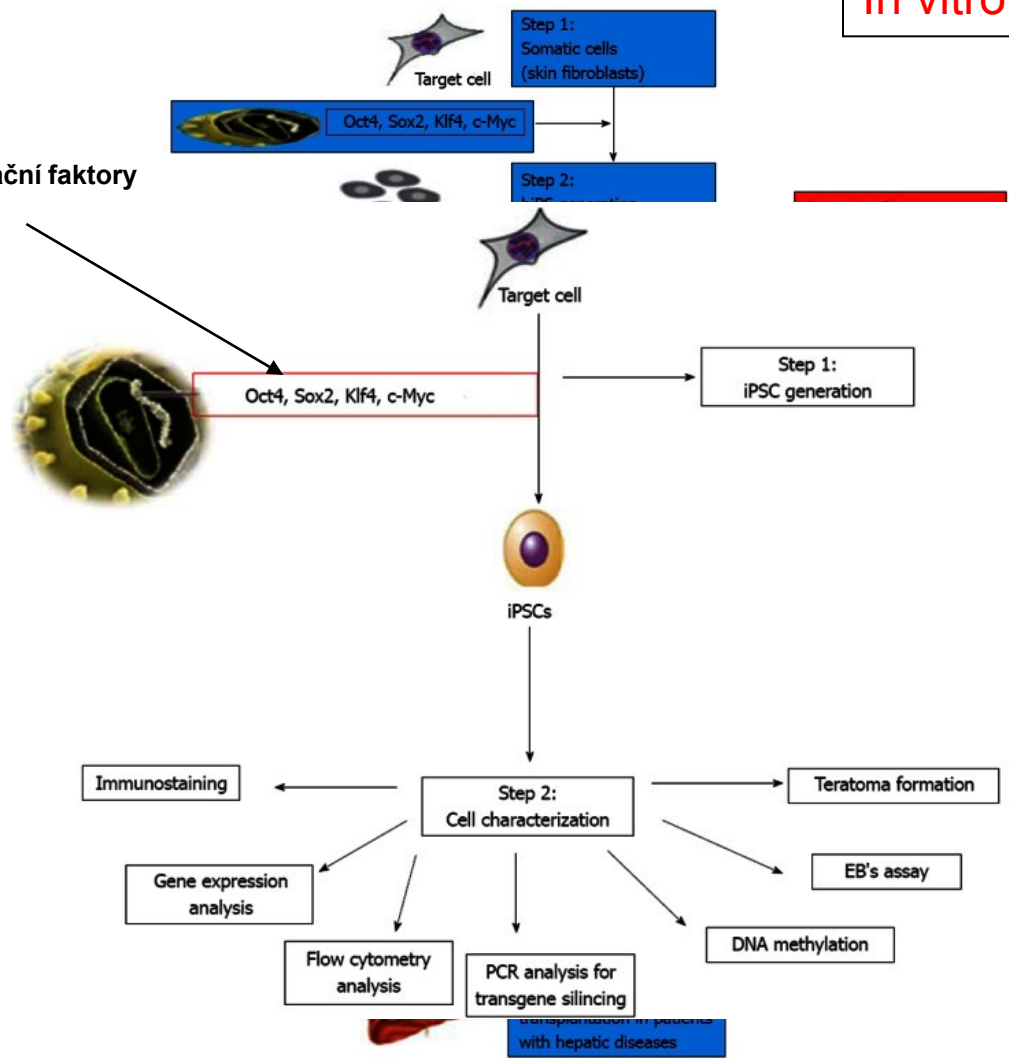 In vitro
Step 1:
Somatic cells
(skin fibroblasts)
Target cell
Oct4, Sox2, Klf4, c-Myc
ační faktory
Step 2:
Target cell
Step 1:
iPSC generation
Oct4, Sox2, Klf4, c-Myc
iPSCs
Immunostaining
Step 2:
Cell characterization
Teratoma formation
Gene expression
analysis
EB's assay
Flow cytometry
analysis
PCR analysis for
transgene silincing
DNA methylation
transplantation in patients
with hepatic diseases